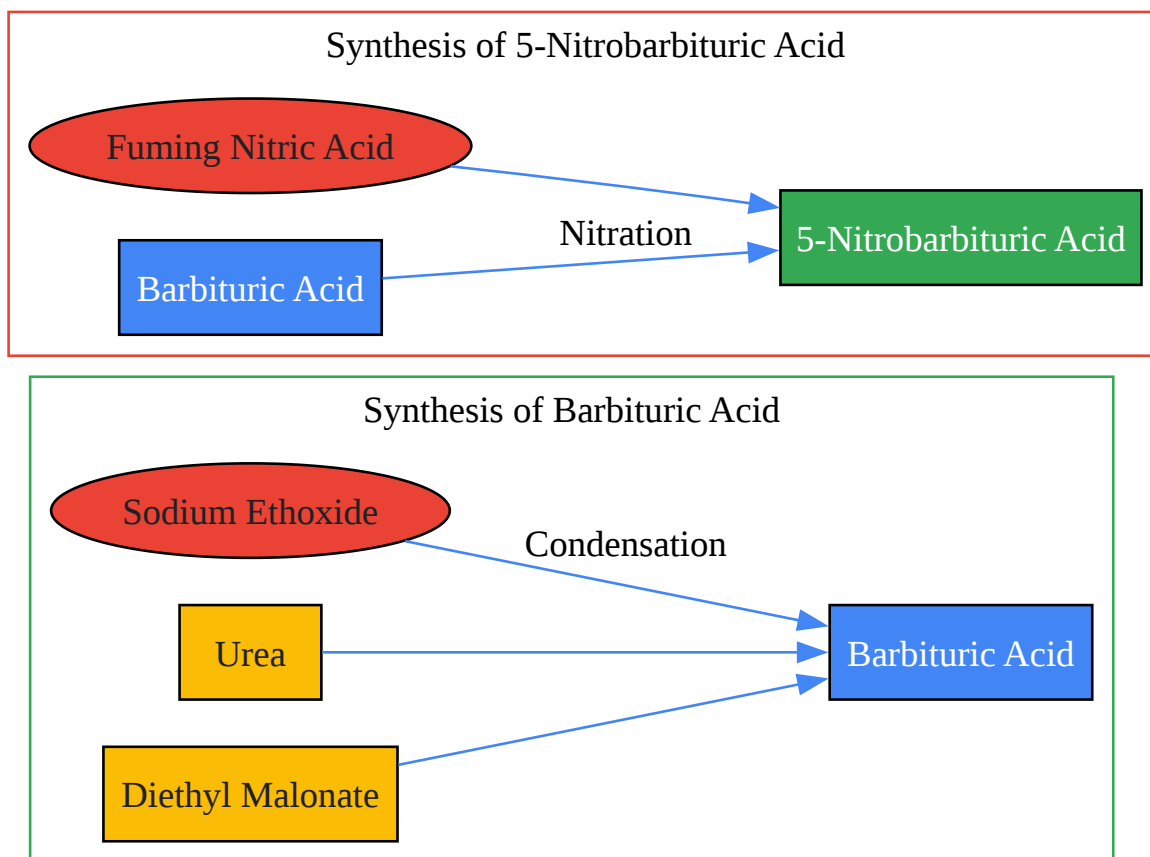 Synthesis of 5-Nitrobarbituric Acid
Fuming Nitric Acid
Nitration
5-Nitrobarbituric Acid
Barbituric Acid
Synthesis of Barbituric Acid
Sodium Ethoxide
Condensation
Urea
Barbituric Acid
Diethyl Malonate